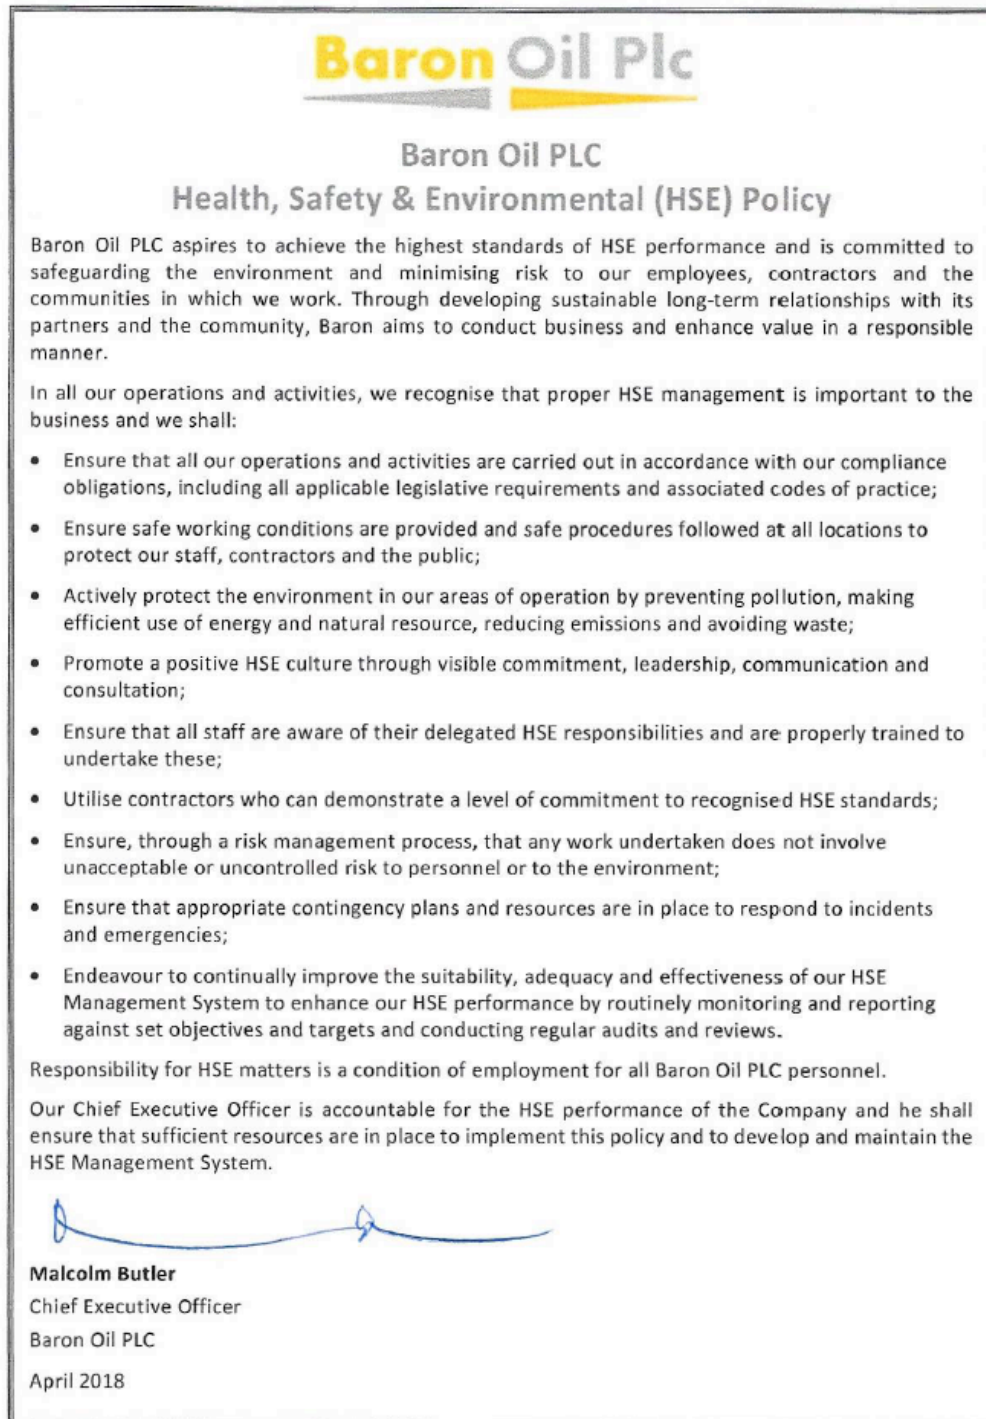 Baron Oil Plc
Baron Oil PLC
Health, Safety & Environmental (HSE) Policy
Baron Oil PLC aspires to achieve the highest standards of HSE performance and is committed to
safeguarding the environment and minimising risk to our employees, contractors and the
communities in which we work. Through developing sustainable long-term relationships with its
partners and the community, Baron aims to conduct business and enhance value in a responsible
manner.
In all our operations and activities, we recognise that proper HSE management is important to the
business and we shall:
• Ensure that all our operations and activities are carried out in accordance with our compliance
obligations, including all applicable legislative requirements and associated codes of practice;
• Ensure safe working conditions are provided and safe procedures followed at all locations to
protect our staff, contractors and the public;
• Actively protect the environment in our areas of operation by preventing pollution, making
efficient use of energy and natural resource, reducing emissions and avoiding waste;
• Promote a positive HSE culture through visible commitment, leadership, communication and
consultation;
• Ensure that all staff are aware of their delegated HSE responsibilities and are properly trained to
undertake these;
• Utilise contractors who can demonstrate a level of commitment to recognised HSE standards;
• Ensure, through a risk management process, that any work undertaken does not involve
unacceptable or uncontrolled risk to personnel or to the environment;
• Ensure that appropriate contingency plans and resources are in place to respond to incidents
and emergencies;
• Endeavour to continually improve the suitability, adequacy and effectiveness of our HSE
Management System to enhance our HSE performance by routinely monitoring and reporting
against set objectives and targets and conducting regular audits and reviews.
Responsibility for HSE matters is a condition of employment for all Baron Oil PLC personnel.
Our Chief Executive Officer is accountable for the HSE performance of the Company and he shall
ensure that sufficient resources are in place to implement this policy and to develop and maintain the
HSE Management System.
Malcolm Butler
Chief Executive Officer
Baron Oil PLC
April 2018